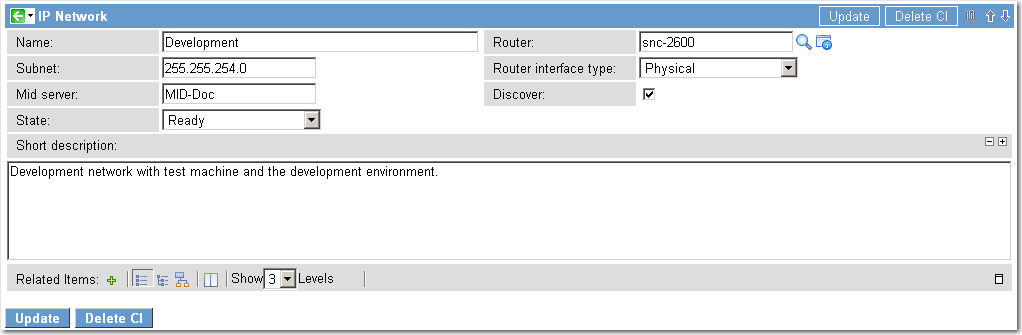 IP Network Update Delete CI
Name: Development Router: snc-2600
Subnet: 255.255.254.0 Router interface type: Physical
Mid server: MID-Doc Discover:
State: Ready
Short description:
Development network with test machine and the development environment.
Related Items: Show 3 Levels
Update Delete CI